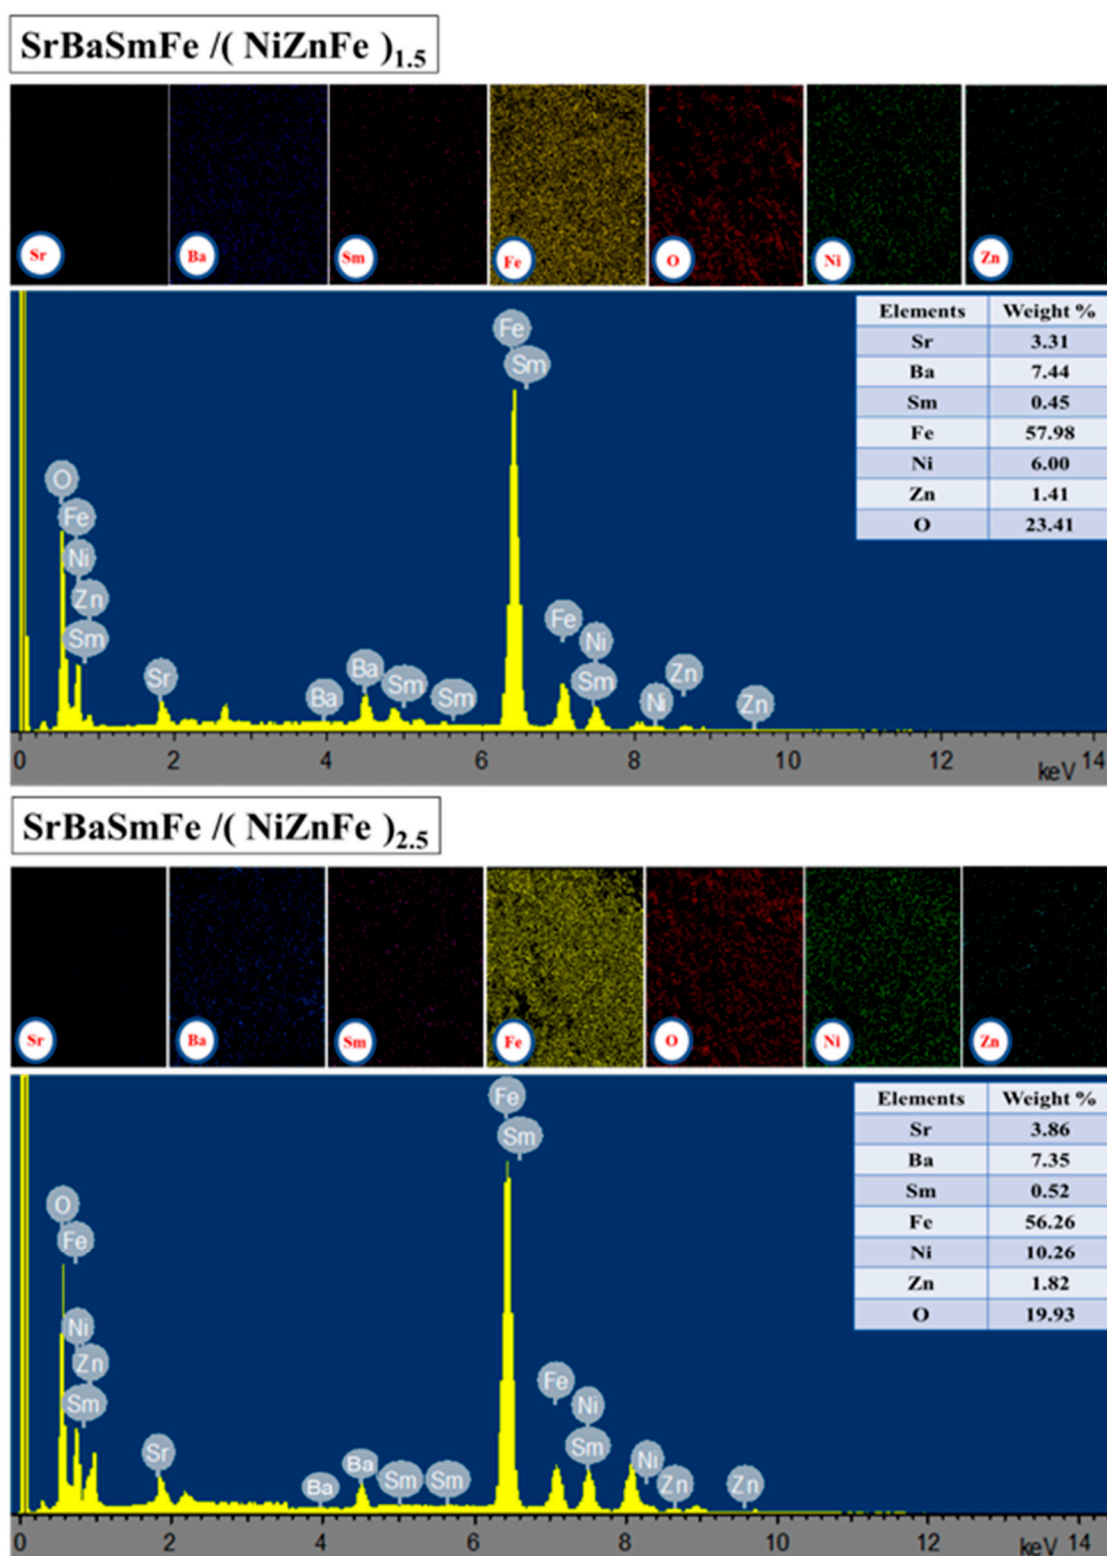 SrBaSmFe /( NiZnFe )1.5
Sr Ba Sm Fe O Ni Zn
Elements Weight %
Sr 3.31
Ba 7.44
Sm 0.45
Fe 57.98
Ni 6.00
Zn 1.41
O 23.41
Fe
Sm
O
Fe
Ni
Zn
Sm
Sr
Ba
Ba
Sm
Sm
Fe
Ni
Sm
Ni
Zn
Zn
0 2 4 6 8 10 12 14
keV
SrBaSmFe /( NiZnFe )2.5
Sr Ba Sm Fe O Ni Zn
Elements Weight %
Sr 3.86
Ba 7.35
Sm 0.52
Fe 56.26
Ni 10.26
Zn 1.82
O 19.93
Fe
Sm
O
Fe
Ni
Zn
Sm
Sr
Ba
Ba
Sm
Sm
Fe
Ni
Sm
Ni
Zn
Zn
0 2 4 6 8 10 12 14
keV